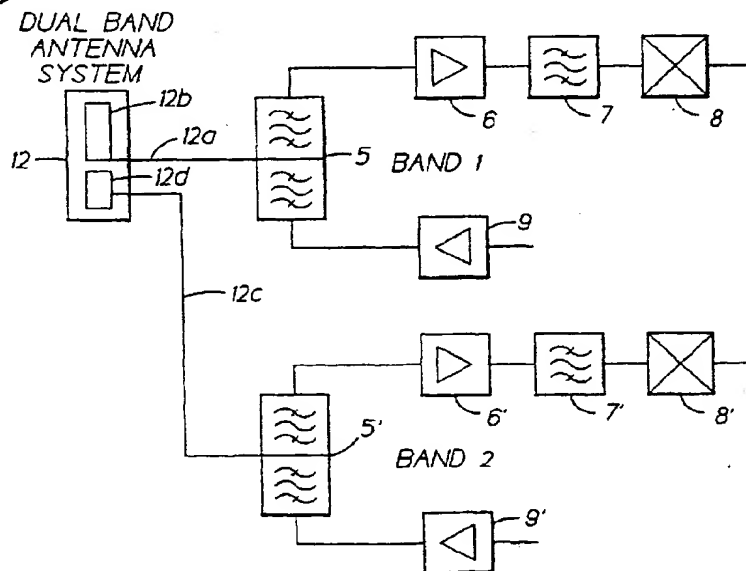 DUAL BAND
ANTENNA
SYSTEM
12b
12a
12
12d
5
BAND 1
6
7
8
9
12c
6'
7'
8'
5'
BAND 2
9'